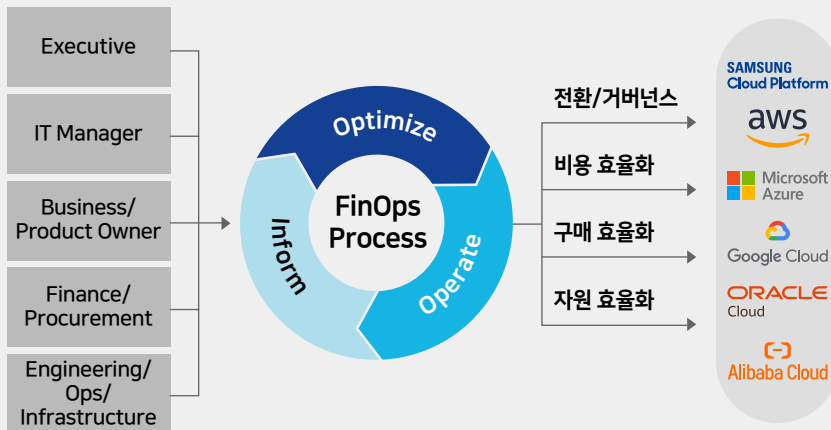 Executive
IT Manager
Business/
Product Owner
Finance/
Procurement
Engineering/
Ops/
Infrastructure
Optimize
Inform
Operate
FinOps
Process
전환/거버넌스
비용 효율화
구매 효율화
자원 효율화
SAMSUNG
Cloud Platform
aws
Microsoft
Azure
Google Cloud
ORACLE
Cloud
Alibaba Cloud